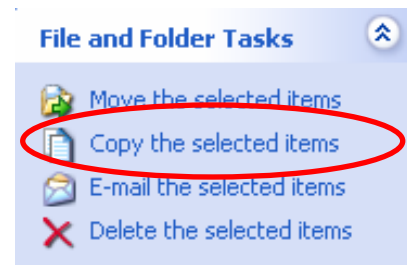 File and Folder Tasks
Move the selected items
Copy the selected items
E-mail the selected items
Delete the selected items